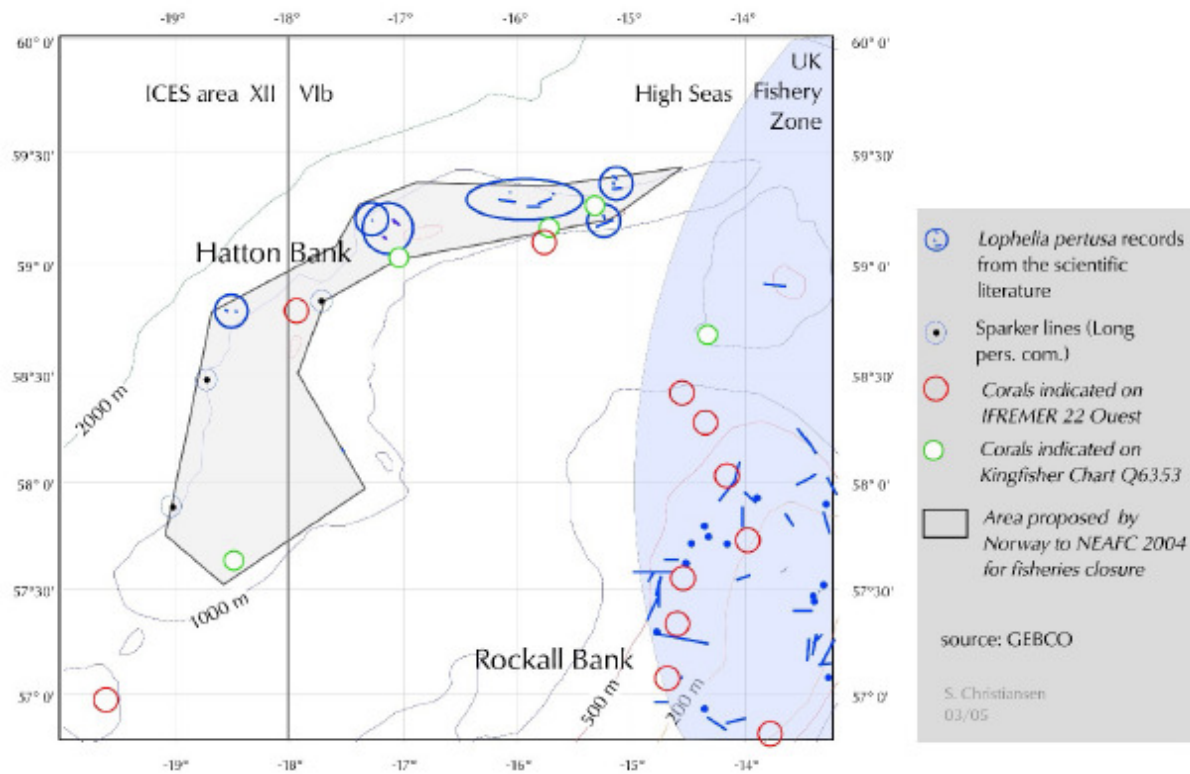 -19° -18° -17° -16° -15° -14°
60° 0' 60° 0'
ICES area XII VIb High Seas UK
Fishery
Zone
59°30' 59°30'
Hatton Bank
59° 0' 59° 0'
58°30' 58°30'
2000 m
58° 0' 58° 0'
57°30' 57°30'
1000 m
Rockall Bank
57° 0' 57° 0'
500 m
200 m
-19° -18° -17° -16° -15° -14°
Lophelia pertusa records
from the scientific
literature
Sparker lines (Long
pers. com.)
Corals indicated on
IFREMER 22 Ouest
Corals indicated on
Kingfisher Chart Q6353
Area proposed by
Norway to NEAFC 2004
for fisheries closure
source: GEBCO
S. Christiansen
03/05